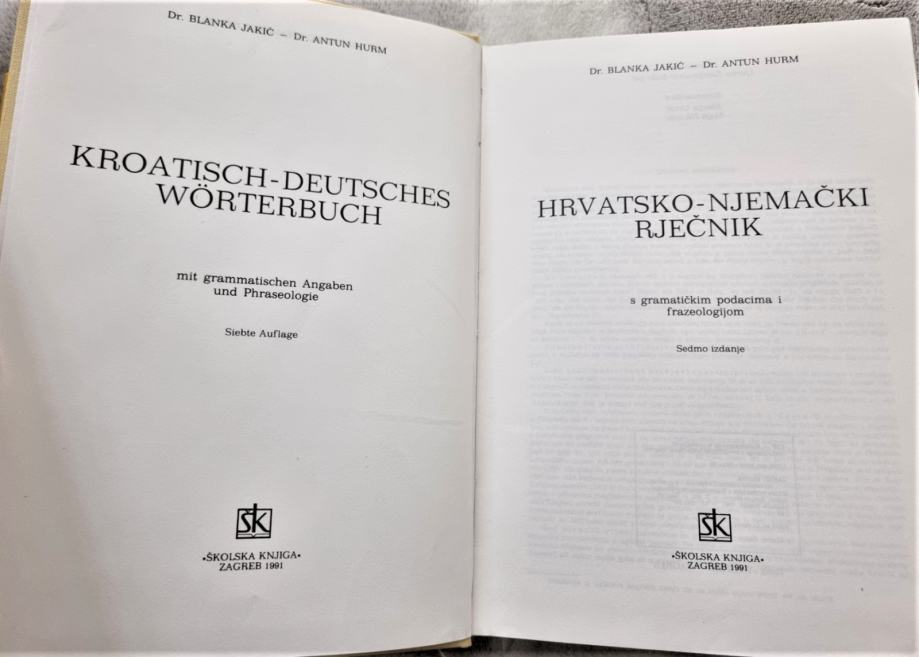 Dr. BLANKA JAKIĆ – Dr. ANTUN HURM
KROATISCH-DEUTSCHES
WÖRTERBUCH
mit grammatischen Angaben
und Phraseologie
Siebte Auflage
ŠK
•ŠKOLSKA KNJIGA•
ZAGREB 1991
Dr. BLANKA JAKIĆ – Dr. ANTUN HURM
HRVATSKO-NJEMAČKI
RJEČNIK
s gramatičkim podacima i
frazeologijom
Sedmo izdanje
ŠK
•ŠKOLSKA KNJIGA•
ZAGREB 1991